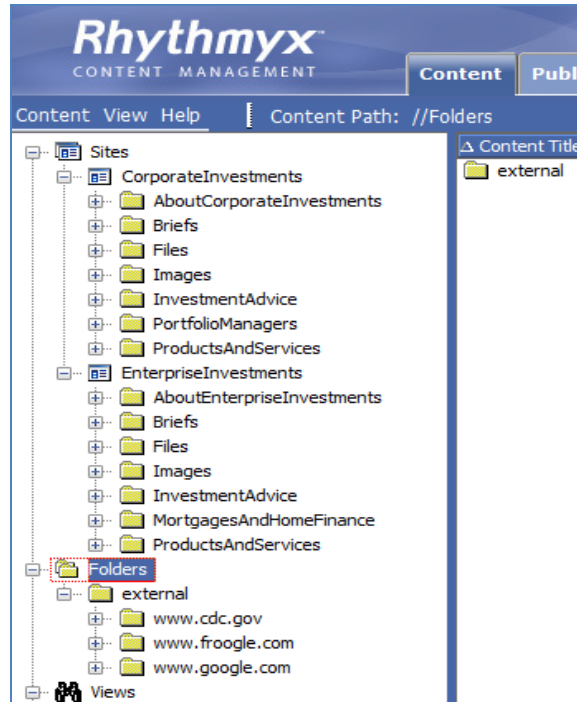 Rhythmyx
CONTENT MANAGEMENT
Content Publ
Content View Help Content Path: //Folders
Sites
CorporateInvestments
AboutCorporateInvestments
Briefs
Files
Images
InvestmentAdvice
PortfolioManagers
ProductsAndServices
EnterpriseInvestments
AboutEnterpriseInvestments
Briefs
Files
Images
InvestmentAdvice
MortgagesAndHomeFinance
ProductsAndServices
Folders
external
www.cdc.gov
www.froogle.com
www.google.com
Views
Content Title
external